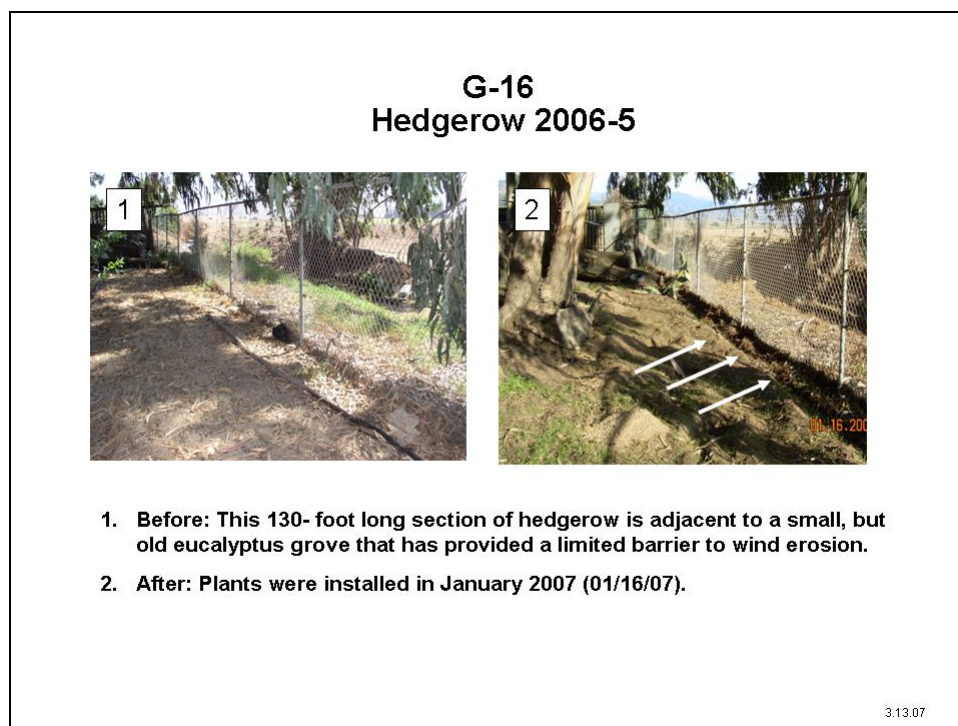 G-16
Hedgerow 2006-5
1
2
01.16.200
1. Before: This 130- foot long section of hedgerow is adjacent to a small, but
old eucalyptus grove that has provided a limited barrier to wind erosion.
2. After: Plants were installed in January 2007 (01/16/07).
3.13.07